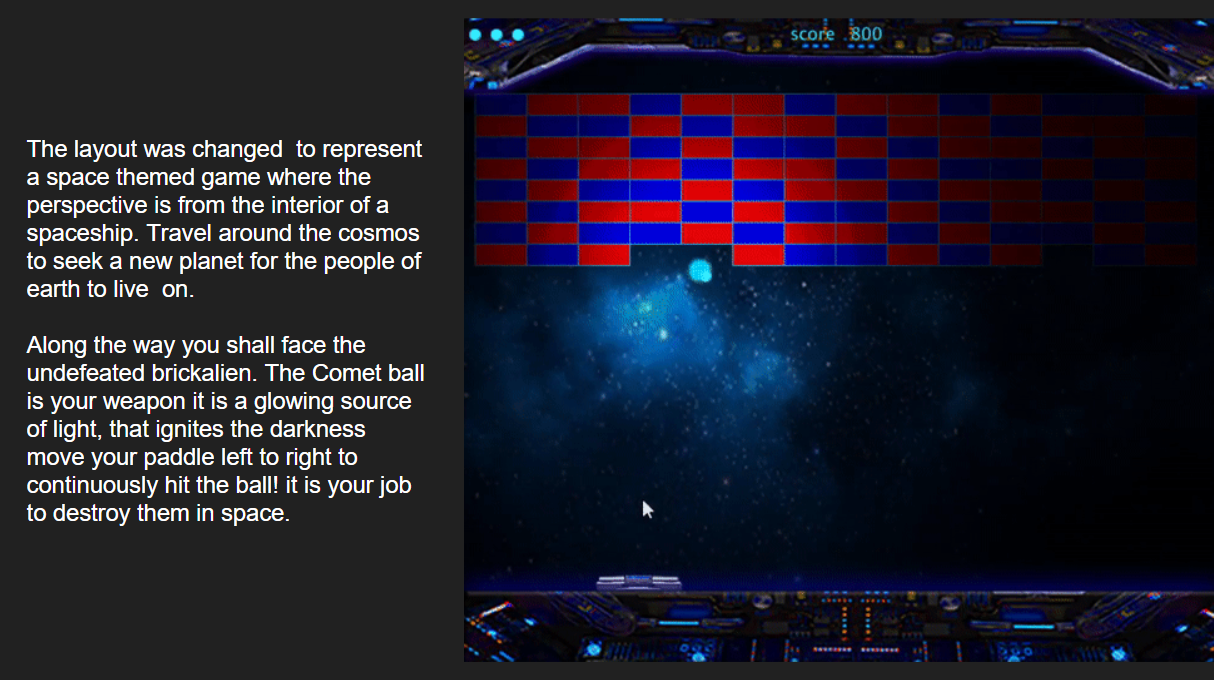 score 800
The layout was changed  to represent
a space themed game where the
perspective is from the interior of a
spaceship. Travel around the cosmos
to seek a new planet for the people of
earth to live  on.
Along the way you shall face the
undefeated brickalien. The Comet ball
is your weapon it is a glowing source
of light, that ignites the darkness
move your paddle left to right to
continuously hit the ball! it is your job
to destroy them in space.